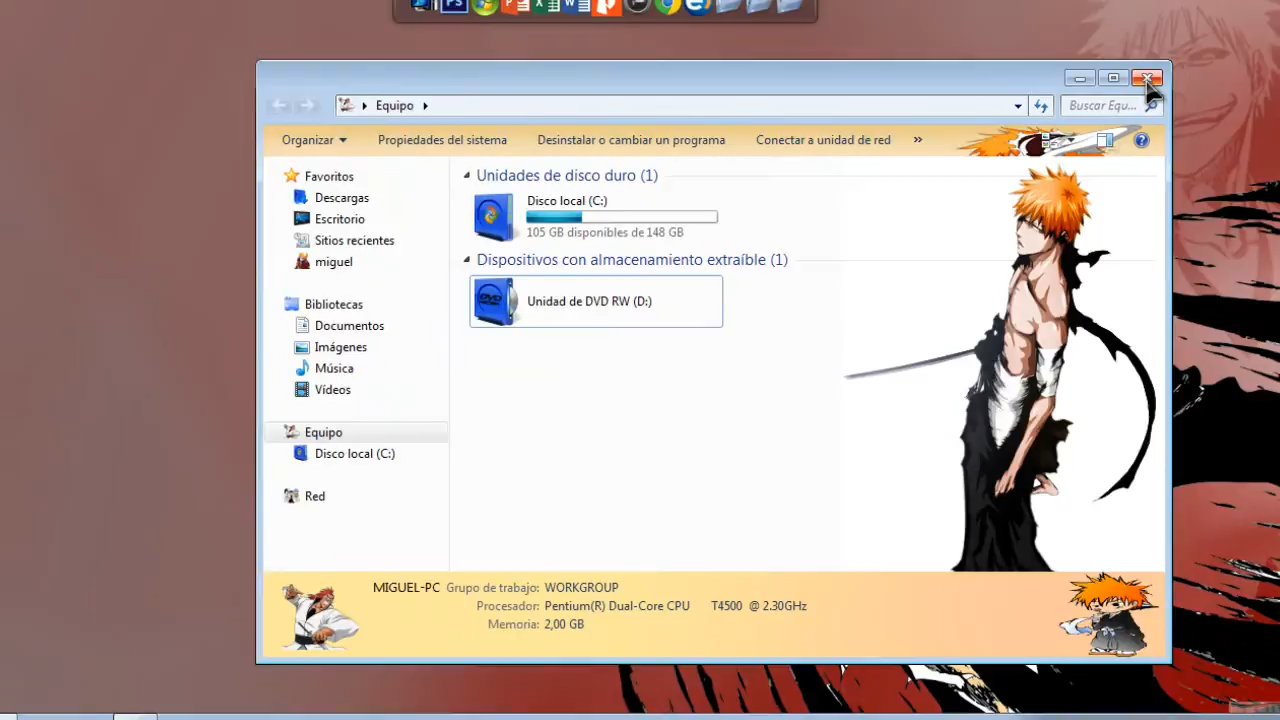 Ps
Equipo
Buscar Equ...
Organizar
Propiedades del sistema
Desinstalar o cambiar un programa
Conectar a unidad de red
»
Favoritos
Descargas
Escritorio
Sitios recientes
miguel
Bibliotecas
Documentos
Imágenes
Música
Vídeos
Equipo
Disco local (C:)
Red
Unidades de disco duro (1)
Disco local (C:)
105 GB disponibles de 148 GB
Dispositivos con almacenamiento extraíble (1)
DVD
Unidad de DVD RW (D:)
MIGUEL-PC Grupo de trabajo: WORKGROUP
Procesador: Pentium(R) Dual-Core CPU T4500 @ 2.30GHz
Memoria: 2,00 GB